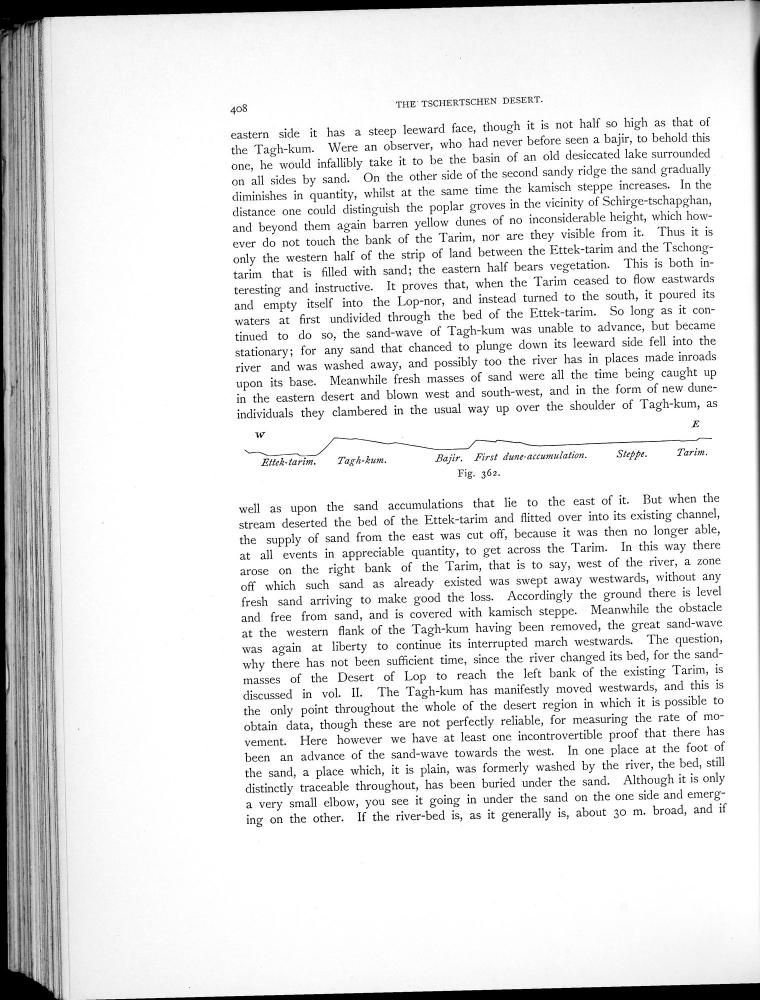 408
THE TSCHERTSCHEN DESERT.
eastern side it has a steep leeward face, though it is not half so high as that of
the Tagh-kum. Were an observer, who had never before seen a bajir, to behold this
one, he would infallibly take it to be the basin of an old desiccated lake surrounded
on all sides by sand. On the other side of the second sandy ridge the sand gradually
diminishes in quantity, whilst at the same time the kamisch steppe increases. In the
distance one could distinguish the poplar groves in the vicinity of Schirge-tschapghan,
and beyond them again barren yellow dunes of no inconsiderable height, which how-
ever do not touch the bank of the Tarim, nor are they visible from it. Thus it is
only the western half of the strip of land between the Ettek-tarim and the Tschong-
tarim that is filled with sand; the eastern half bears vegetation. This is both in-
teresting and instructive. It proves that, when the Tarim ceased to flow eastwards
and empty itself into the Lop-nor, and instead turned to the south, it poured its
waters at first undivided through the bed of the Ettek-tarim. So long as it con-
tinued to do so, the sand-wave of Tagh-kum was unable to advance, but became
stationary; for any sand that chanced to plunge down its leeward side fell into the
river and was washed away, and possibly too the river has in places made inroads
upon its base. Meanwhile fresh masses of sand were all the time being caught up
in the eastern desert and blown west and south-west, and in the form of new dune-
individuals they clambered in the usual way up over the shoulder of Tagh-kum, as
W
E
Ettek-tarim. Tagh-kum. Bajir. First dune-accumulation. Steppe. Tarim.
Fig. 362.
well as upon the sand accumulations that lie to the east of it. But when the
stream deserted the bed of the Ettek-tarim and flitted over into its existing channel,
the supply of sand from the east was cut off, because it was then no longer able,
at all events in appreciable quantity, to get across the Tarim. In this way there
arose on the right bank of the Tarim, that is to say, west of the river, a zone
off which such sand as already existed was swept away westwards, without any
fresh sand arriving to make good the loss. Accordingly the ground there is level
and free from sand, and is covered with kamisch steppe. Meanwhile the obstacle
at the western flank of the Tagh-kum having been removed, the great sand-wave
was again at liberty to continue its interrupted march westwards. The question,
why there has not been sufficient time, since the river changed its bed, for the sand-
masses of the Desert of Lop to reach the left bank of the existing Tarim, is
discussed in vol. II. The Tagh-kum has manifestly moved westwards, and this is
the only point throughout the whole of the desert region in which it is possible to
obtain data, though these are not perfectly reliable, for measuring the rate of mo-
vement. Here however we have at least one incontrovertible proof that there has
been an advance of the sand-wave towards the west. In one place at the foot of
the sand, a place which, it is plain, was formerly washed by the river, the bed, still
distinctly traceable throughout, has been buried under the sand. Although it is only
a very small elbow, you see it going in under the sand on the one side and emerg-
ing on the other. If the river-bed is, as it generally is, about 30 m. broad, and if